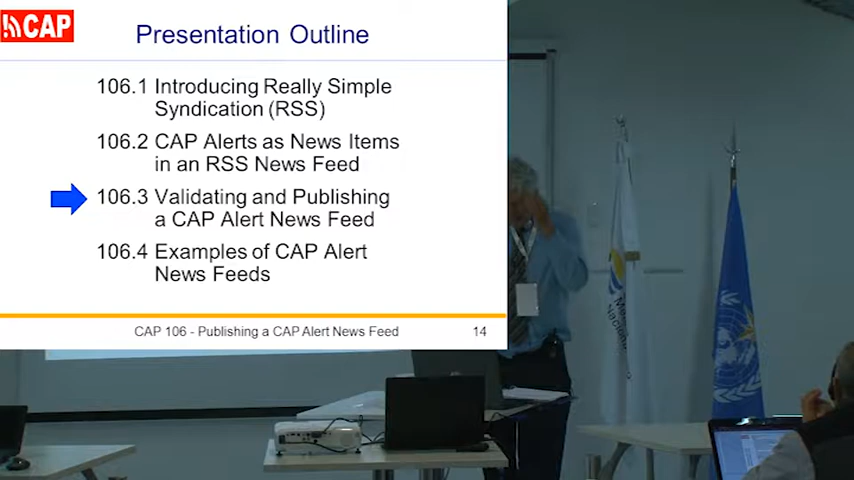 CAP
Presentation Outline
106.1 Introducing Really Simple
Syndication (RSS)
106.2 CAP Alerts as News Items
in an RSS News Feed
106.3 Validating and Publishing
a CAP Alert News Feed
106.4 Examples of CAP Alert
News Feeds
CAP 106 - Publishing a CAP Alert News Feed
14